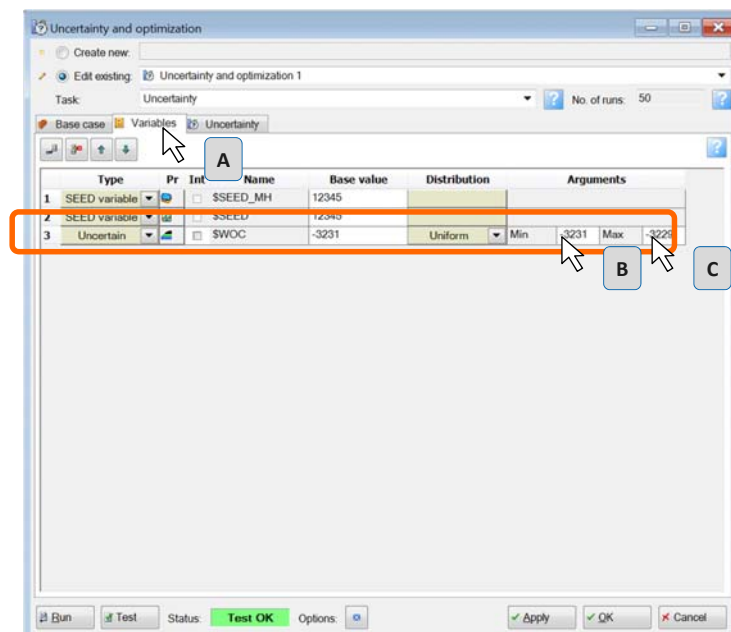 Uncertainty and optimization
Create new:
Edit existing: Uncertainty and optimization 1
Task: Uncertainty No. of runs: 50
Base case Variables Uncertainty
A
Type Pr Int Name Base value Distribution Arguments
1 SEED variable $SEED_MH 12345
2 SEED variable $SEED 12345
3 Uncertain $WOC -3231 Uniform Min -3231 Max -3229
B C
Run Test Status: Test OK Options: Apply OK Cancel